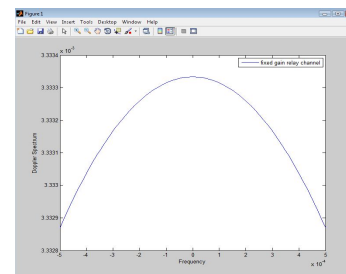 Figure 1
File Edit View Insert Tools Desktop Window Help
x 10⁻³
3.3334
3.3333
3.3332
3.3331
3.333
3.3329
3.3328
-5 -4 -3 -2 -1 0 1 2 3 4 5
x 10⁻⁴
Frequency
Doppler Spectrum
fixed gain relay channel